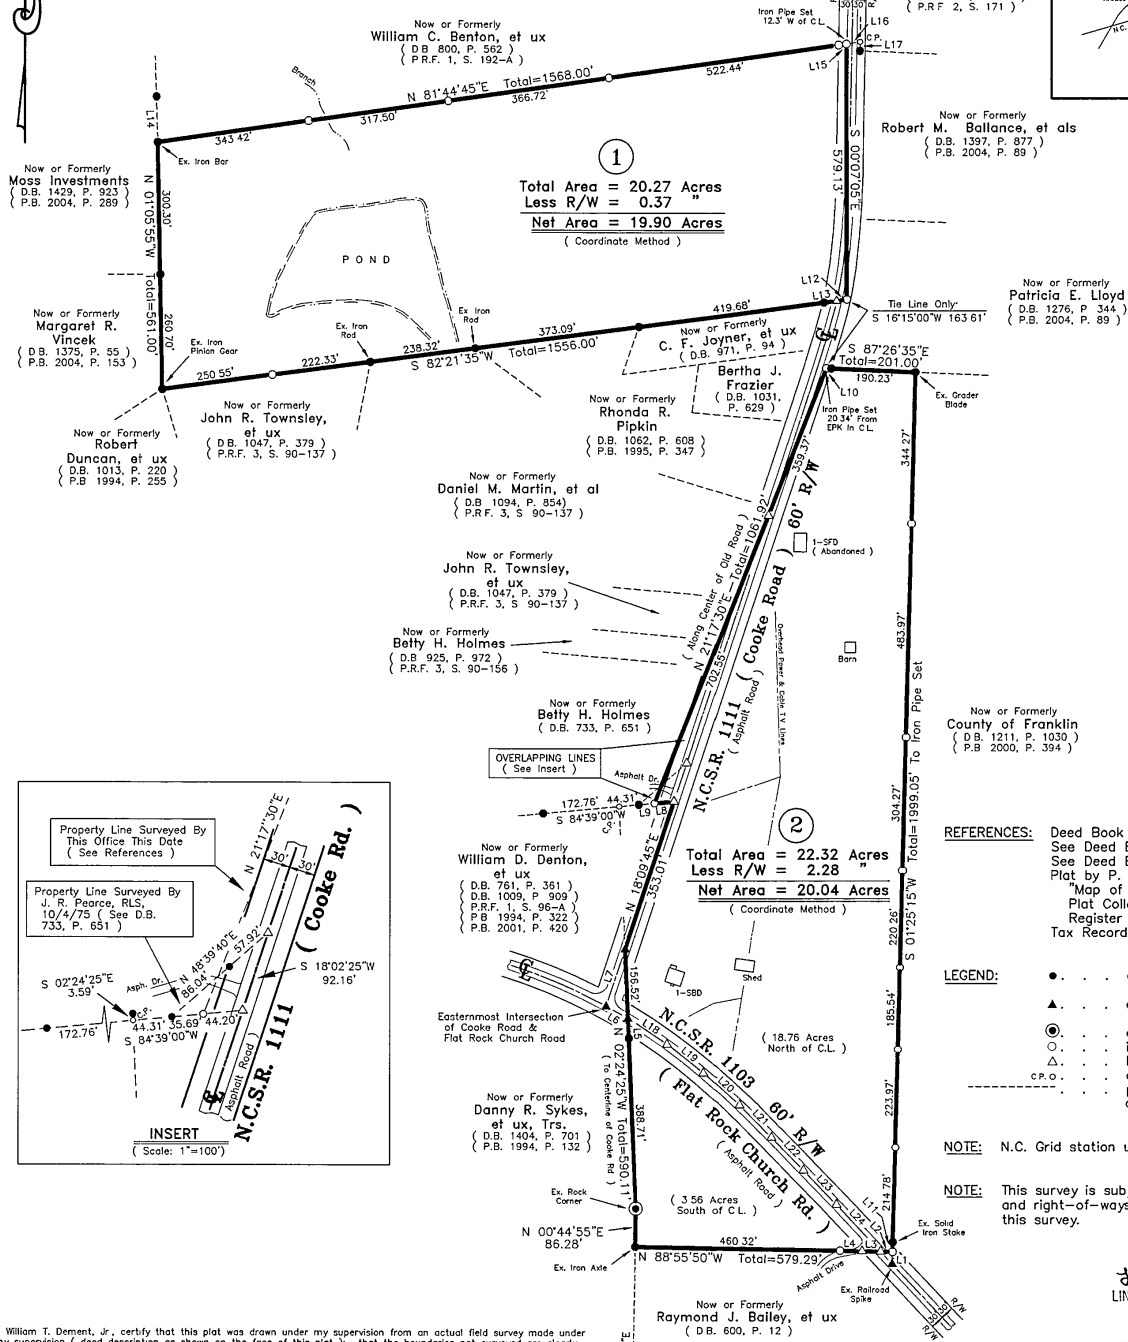 Iron Pipe Set
12.3' W of C.L.
30'
30'
L16
C.P.
L17
L15
( P.R.F 2, S. 171 )
N.C.
Now or Formerly
William C. Benton, et ux
( D B 800, P. 562 )
( P.R.F. 1, S. 192-A )
Branch
N 81°44'45"E Total=1568.00'
522.44'
366.72'
317.50'
343 42'
L14
Ex. Iron Bar
Now or Formerly
Moss Investments
( D.B. 1429, P. 923 )
( P.B. 2004, P. 289 )
N 01°05'55"W Total=561.00'
300.30'
260.70'
1
Total Area = 20.27 Acres
Less R/W = 0.37 "
Net Area = 19.90 Acres
( Coordinate Method )
POND
579.13'
S 00°07'05"E
Now or Formerly
Robert M. Ballance, et als
( D.B. 1397, P. 877 )
( P.B. 2004, P. 89 )
Now or Formerly
Patricia E. Lloyd
( D.B. 1276, P 344 )
( P.B. 2004, P. 89 )
L12
L13
Tie Line Only
S 16°15'00"W 163 61'
Now or Formerly
Margaret R.
Vincek
( D B. 1375, P. 55 )
( P.B. 2004, P. 153 )
Ex. Iron
Pinion Gear
Ex. Iron
Rod
Ex. Iron
Rod
250 55'
222.33'
238.32'
373.09'
419.68'
S 82°21'35"W Total=1556.00'
C. F. Joyner, et ux
( D.B. 971, P. 94 )
Bertha J.
Frazier
( D.B. 1031,
P. 629 )
S 87°26'35"E
Total=201.00'
190.23'
L10
Ex. Grader
Blade
Iron Pipe Set
20 34' From
EPK In C.L.
Now or Formerly
Robert
Duncan, et ux
( D.B. 1013, P. 220 )
( P.B 1994, P. 255 )
Now or Formerly
John R. Townsley,
et ux
( D B. 1047, P. 379 )
( P.R.F. 3, S. 90-137 )
Now or Formerly
Rhonda R.
Pipkin
( D.B. 1062, P. 608 )
( P.B. 1995, P. 347 )
Now or Formerly
Daniel M. Martin, et al
( D.B 1094, P. 854)
( P.R F. 3, S 90-137 )
359.37'
60' R/W
344 27'
1-SFD
( Abandoned )
Now or Formerly
John R. Townsley,
et ux
( D.B. 1047, P. 379 )
( P.R.F. 3, S 90-137 )
Now or Formerly
Betty H. Holmes
( D.B 925, P. 972 )
( P.R.F. 3, S. 90-156 )
( Along Center of Old Road )
N 21°17'30"E - Total=1061.92'
702.55'
N.C.S.R. 1111 ( Cooke Road )
( Asphalt Road )
Overhead Power & Cable T.V. Lines
Barn
483.97'
S 01°25'15"W Total=1999.05' To Iron Pipe Set
Now or Formerly
Betty H. Holmes
( D.B. 733, P. 651 )
OVERLAPPING LINES
( See Insert )
Asphalt Dr.
172.76'
44.31'
S 84°39'00"W
C.P.
L9
L8
Now or Formerly
County of Franklin
( D B. 1211, P. 1030 )
( P.B 2000, P. 394 )
304.27'
2
Total Area = 22.32 Acres
Less R/W = 2.28 "
Net Area = 20.04 Acres
( Coordinate Method )
Now or Formerly
William D. Denton,
et ux
( D.B. 761, P. 361 )
( D.B. 1009, P 909 )
( P.R.F. 1, S. 96-A )
( P B 1994, P. 322 )
( P.B. 2001, P. 420 )
N 18°09'45"E
353.01'
220 26'
REFERENCES:
Deed Book
See Deed B
See Deed B
Plat by P.
"Map of
Plat Colle
Register
Tax Record
LEGEND:
C.P.
Property Line Surveyed By
This Office This Date
( See References )
Property Line Surveyed By
J. R. Pearce, RLS,
10/4/75 ( See D.B.
733, P. 651 )
N 21°17'30"E
30'
30'
N 48°39'40"E
57.92'
86.04'
Asph. Dr.
S 02°24'25"E
3.59'
C.P.
172.76'
44.31'
35.69
44.20'
S 84°39'00"W
S 18°02'25"W
92.16'
N.C.S.R. 1111 ( Cooke Rd. )
( Asphalt Road )
INSERT
( Scale: 1"=100')
L7
156.52'
L6
L5
Easternmost Intersection
of Cooke Road &
Flat Rock Church Road
1-SBD
Shed
185.54'
N.C.S.R. 1103
60' R/W
( 18.76 Acres
North of C.L. )
L18
L19
L20
L21
L22
L23
L24
( Flat Rock Church Rd. )
( Asphalt Road )
223.97'
N 02°24'25"W Total=590.11'
( To Centerline of Cooke Rd )
388.71'
Now or Formerly
Danny R. Sykes,
et ux, Trs.
( D.B. 1404, P. 701 )
( P.B. 1994, P. 132 )
Ex. Rock
Corner
( 3 56 Acres
South of C L. )
N 00°44'55"E
86.28'
Ex. Iron Axle
L11
L2
214 78'
Ex. Solid
Iron Stake
460 32'
L4
L3
L1
N 88°55'50"W Total=579.29'
Asphalt Drive
Ex. Railroad
Spike
R/W
30'
30'
R/W
NOTE: N.C. Grid station u
NOTE: This survey is sub
and right-of-ways
this survey.
LIN
Now or Formerly
Raymond J. Bailey, et ux
( D B. 600, P. 12 )
William T. Dement, Jr, certify that this plat was drawn under my supervision from an actual field survey made under